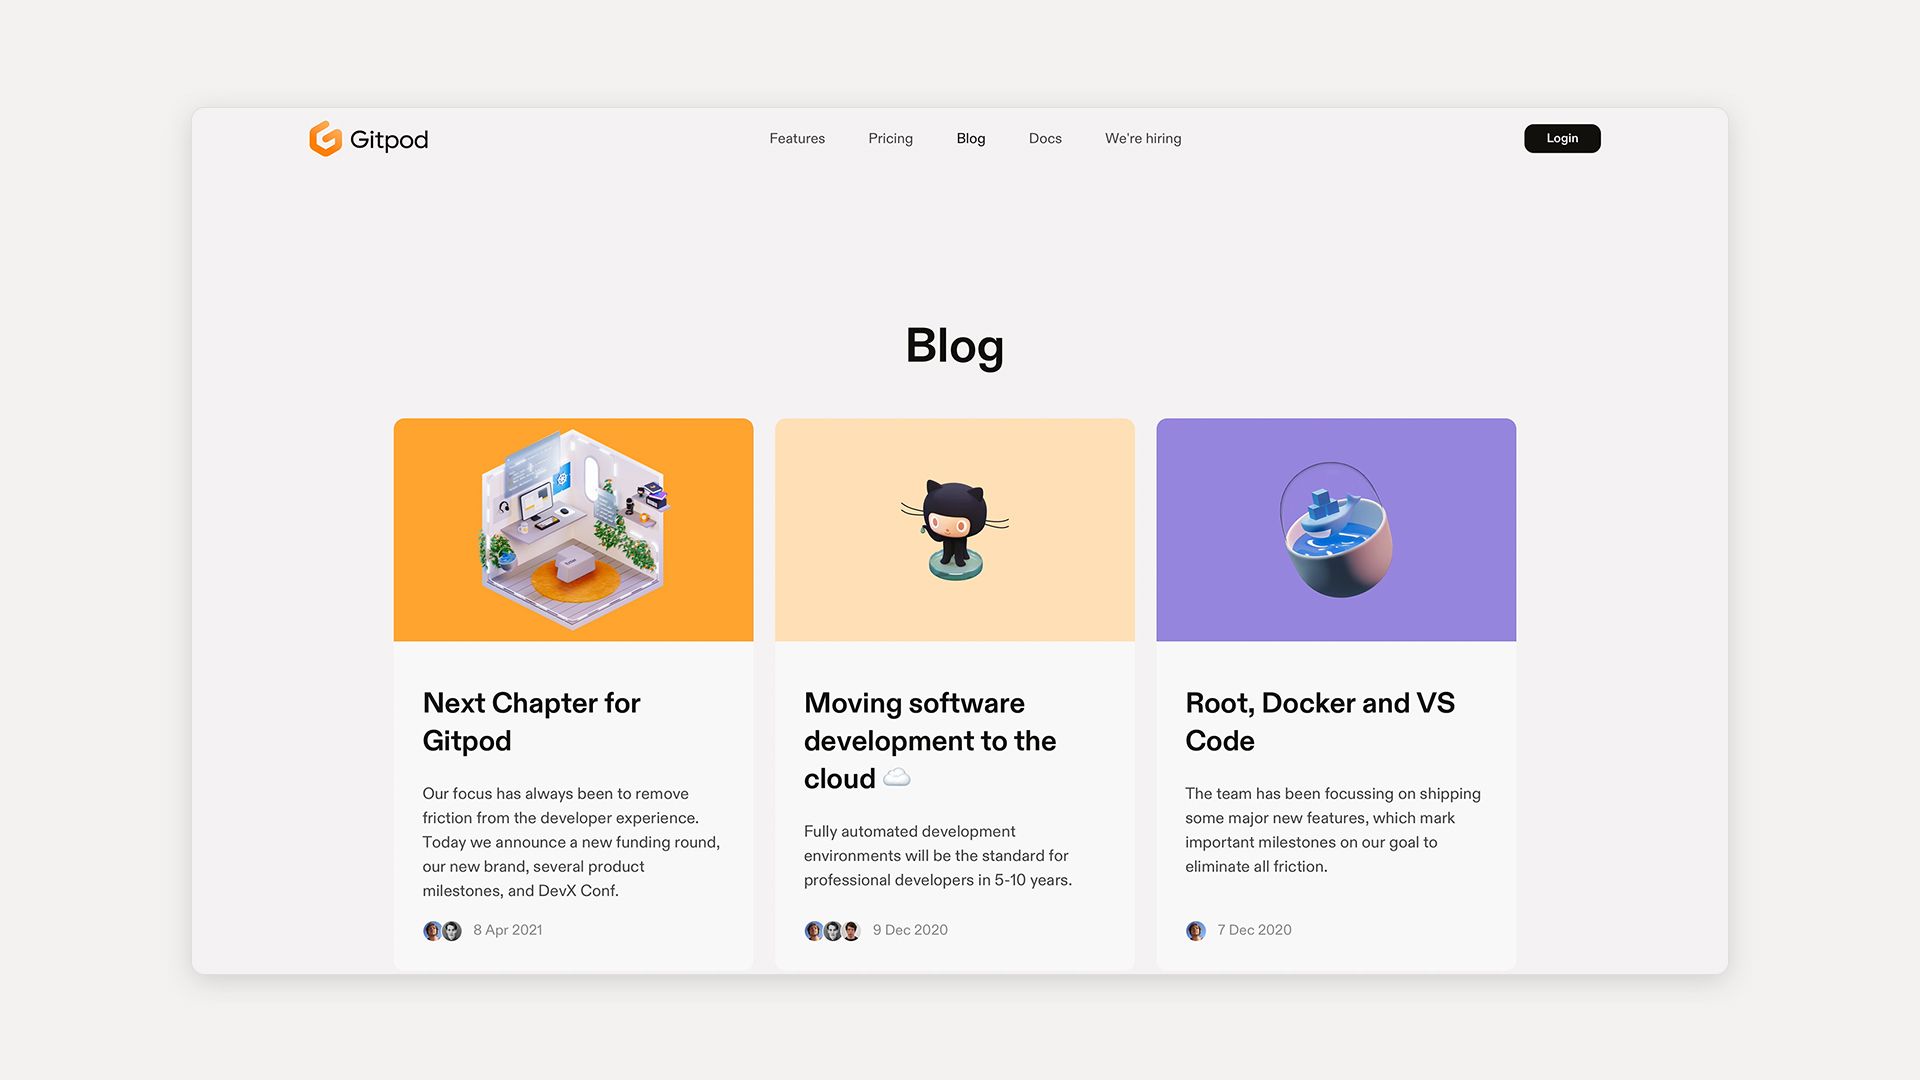 Gitpod
Features
Pricing
Blog
Docs
We're hiring
Login
Blog
Next Chapter for
Gitpod
Our focus has always been to remove
friction from the developer experience.
Today we announce a new funding round,
our new brand, several product
milestones, and DevX Conf.
8 Apr 2021
Moving software
development to the
cloud ☁️
Fully automated development
environments will be the standard for
professional developers in 5-10 years.
9 Dec 2020
Root, Docker and VS
Code
The team has been focussing on shipping
some major new features, which mark
important milestones on our goal to
eliminate all friction.
7 Dec 2020